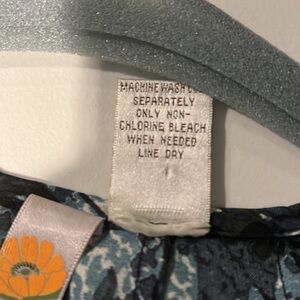 MACHINE WASH
SEPARATELY
ONLY NON-
CHLORINE BLEACH
WHEN NEEDED
LINE DRY